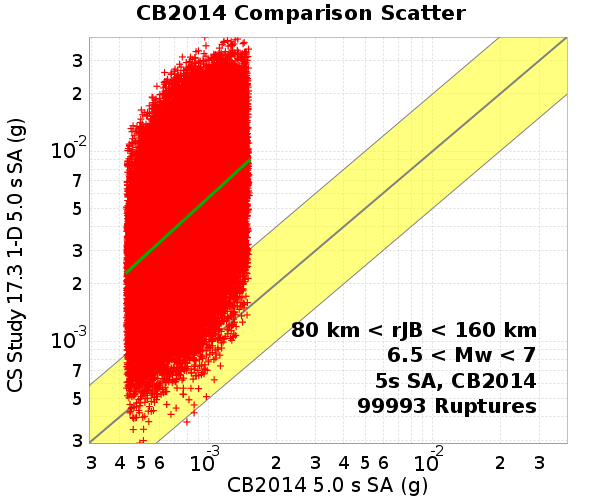 CB2014 Comparison Scatter
CS Study 17.3 1-D 5.0 s SA (g)
3
2
10-2
7
5
3
2
10-3
7
5
3
80 km < rJB < 160 km
6.5 < Mw < 7
5s SA, CB2014
99993 Ruptures
3 4 5 6 10-3 2 3 4 5 6 10-2 2 3
CB2014 5.0 s SA (g)